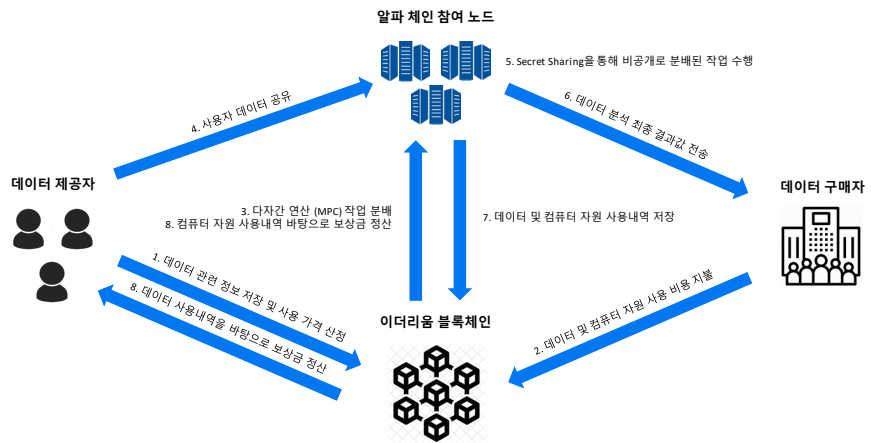 알파 체인 참여 노드
5. Secret Sharing을 통해 비공개로 분배된 작업 수행
4. 사용자 데이터 공유
6. 데이터 분석 최종 결과값 전송
데이터 제공자
데이터 구매자
3. 다자간 연산 (MPC) 작업 분배
8. 컴퓨터 자원 사용내역 바탕으로 보상금 정산
7. 데이터 및 컴퓨터 자원 사용내역 저장
1. 데이터 관련 정보 저장 및 사용 가격 산정
8. 데이터 사용내역을 바탕으로 보상금 정산
2. 데이터 및 컴퓨터 자원 사용 비용 지불
이더리움 블록체인